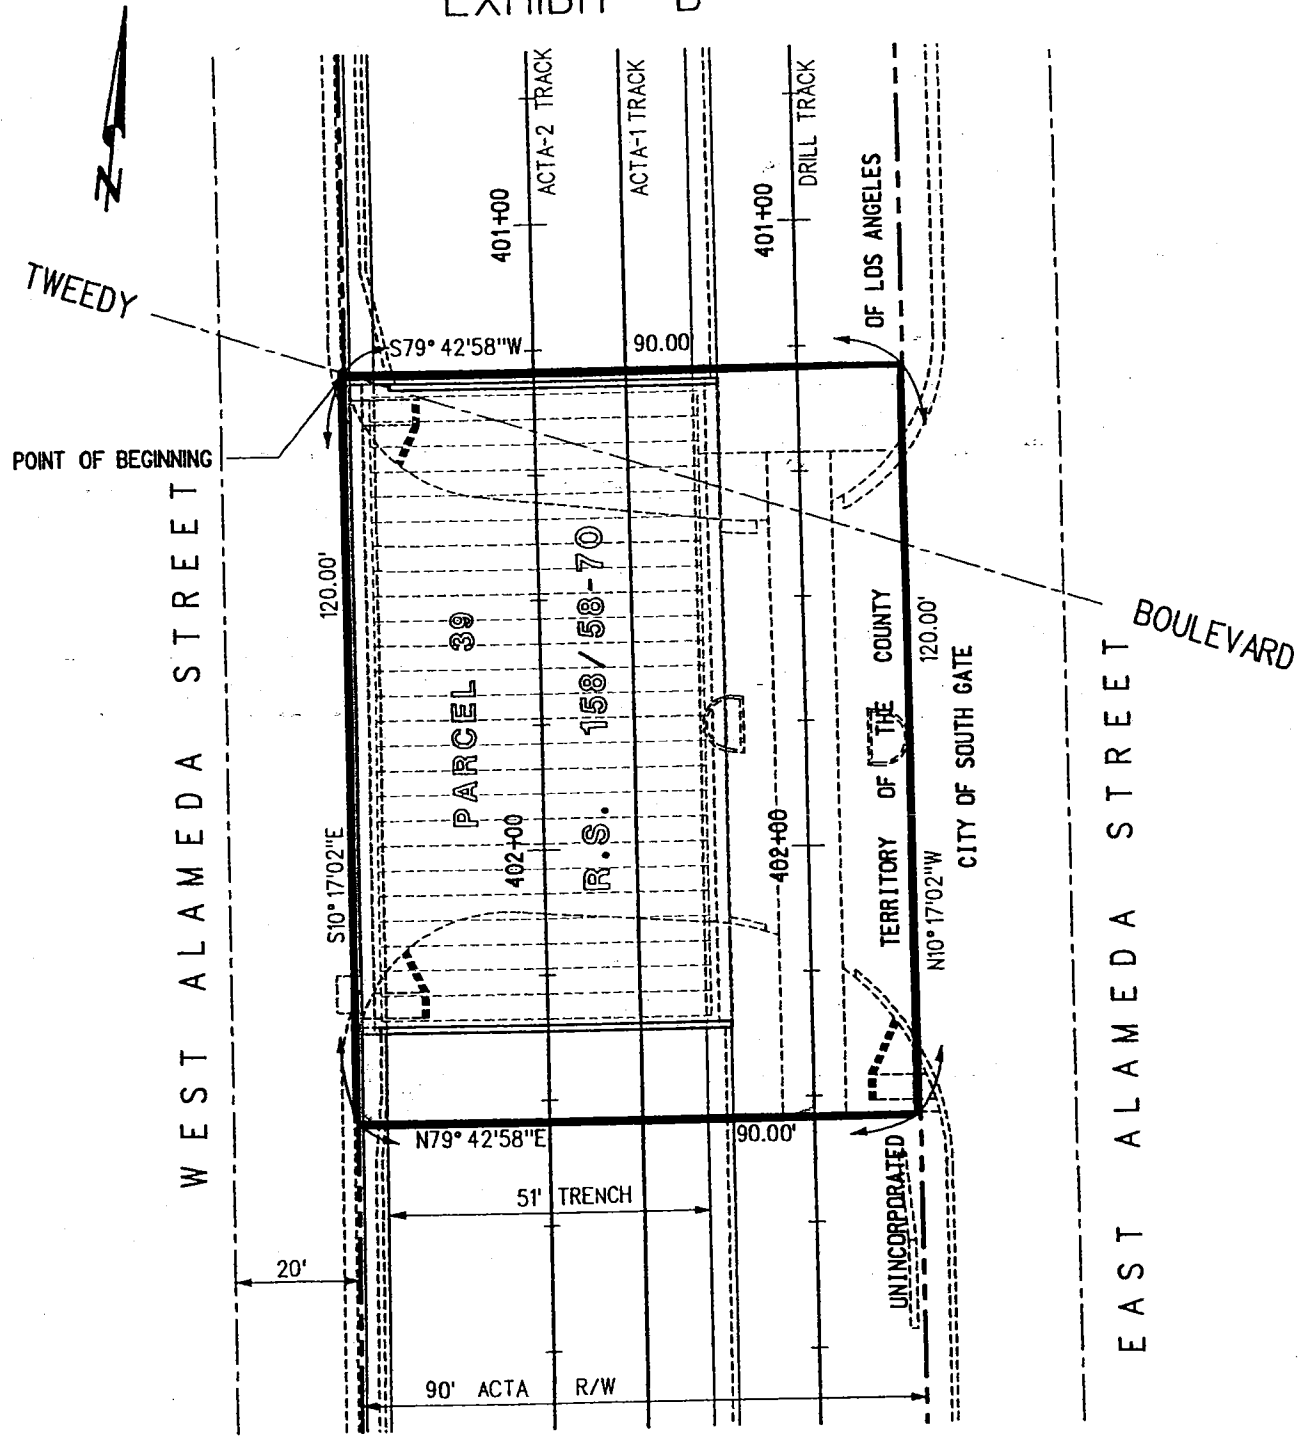 EXHIBIT "B"
N
ACTA-2 TRACK
ACTA-1 TRACK
DRILL TRACK
401+00
401+00
OF LOS ANGELES
TWEEDY
S79° 42'58"W
90.00'
POINT OF BEGINNING
WEST ALAMEDA STREET
120.00'
S10° 17'02"E
PARCEL 39
R.S. 158/58-70
402+00
402+00
TERRITORY OF THE COUNTY
120.00'
N10° 17'02"W
CITY OF SOUTH GATE
BOULEVARD
EAST ALAMEDA STREET
N79° 42'58"E
90.00'
UNINCORPORATED
51' TRENCH
20'
90' ACTA R/W